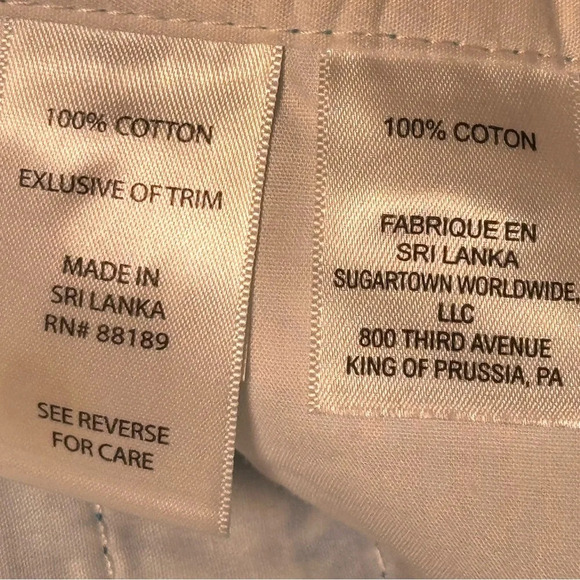 100% COTTON
EXLUSIVE OF TRIM
MADE IN
SRI LANKA
RN# 88189
SEE REVERSE
FOR CARE
100% COTON
FABRIQUE EN
SRI LANKA
SUGARTOWN WORLDWIDE,
LLC
800 THIRD AVENUE
KING OF PRUSSIA, PA